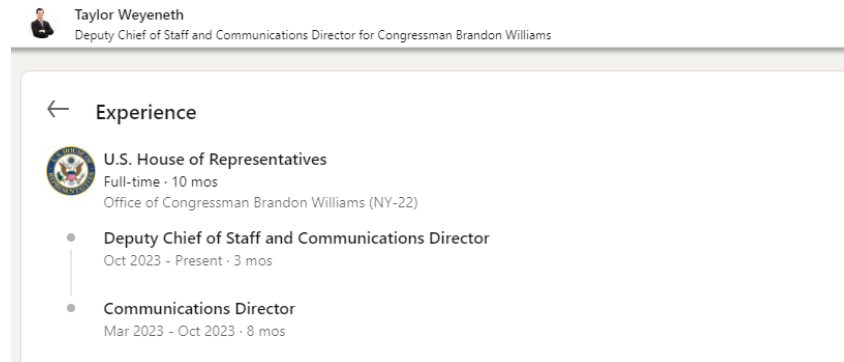 Taylor Weyeneth
Deputy Chief of Staff and Communications Director for Congressman Brandon Williams
Experience
U.S. House of Representatives
Full-time · 10 mos
Office of Congressman Brandon Williams (NY-22)
Deputy Chief of Staff and Communications Director
Oct 2023 - Present · 3 mos
Communications Director
Mar 2023 - Oct 2023 · 8 mos